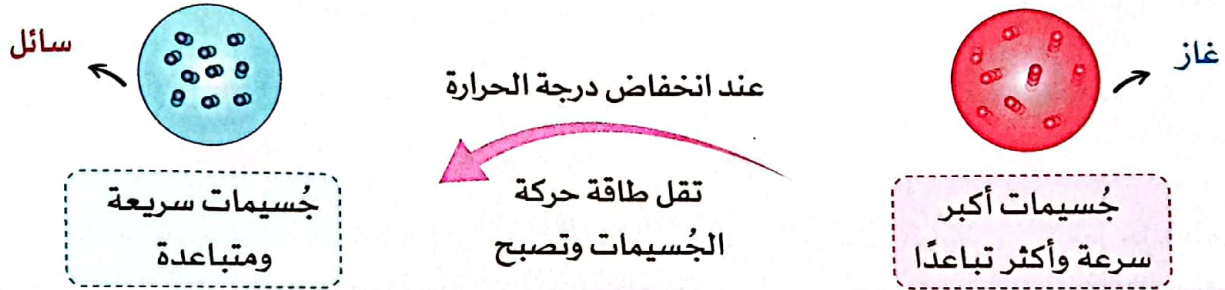 غاز
جُسيمات أكبر
سرعة وأكثر تباعدًا
عند انخفاض درجة الحرارة
تقل طاقة حركة
الجُسيمات وتصبح
سائل
جُسيمات سريعة
ومتباعدة